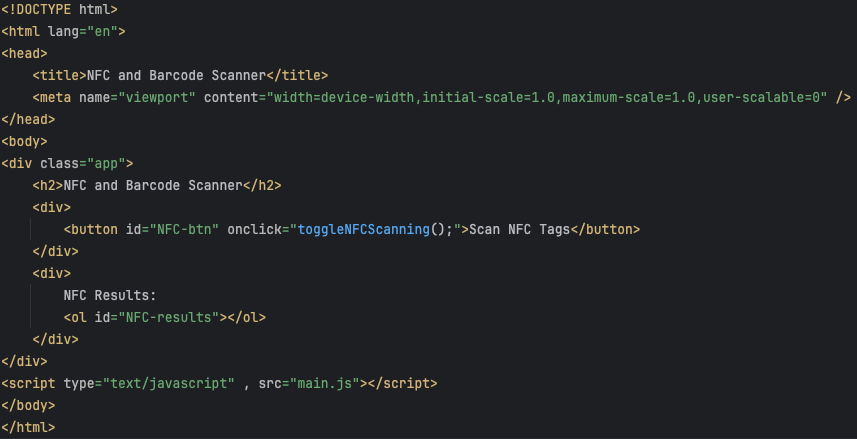 <!DOCTYPE html>
<html lang="en">
<head>
    <title>NFC and Barcode Scanner</title>
    <meta name="viewport" content="width=device-width,initial-scale=1.0,maximum-scale=1.0,user-scalable=0" />
</head>
<body>
<div class="app">
    <h2>NFC and Barcode Scanner</h2>
    <div>
        <button id="NFC-btn" onclick="toggleNFCScanning();">Scan NFC Tags</button>
    </div>
    <div>
        NFC Results:
        <ol id="NFC-results"></ol>
    </div>
</div>
<script type="text/javascript" , src="main.js"></script>
</body>
</html>